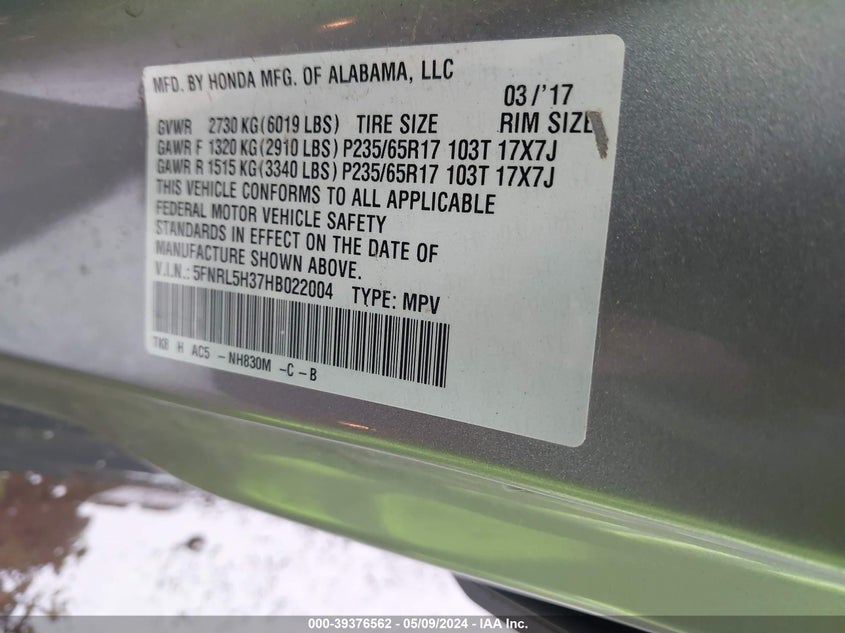 MFD. BY HONDA MFG. OF ALABAMA, LLC
03/'17
GVWR 2730 KG(6019 LBS) TIRE SIZE RIM SIZE
GAWR F 1320 KG(2910 LBS) P235/65R17 103T 17X7J
GAWR R 1515 KG(3340 LBS) P235/65R17 103T 17X7J
THIS VEHICLE CONFORMS TO ALL APPLICABLE
FEDERAL MOTOR VEHICLE SAFETY
STANDARDS IN EFFECT ON THE DATE OF
MANUFACTURE SHOWN ABOVE.
V.I.N.: 5FNRL5H37HB022004 TYPE: MPV
TK8 H AC5 -NH830M -C-B
000-39376562 - 05/09/2024 - IAA Inc.